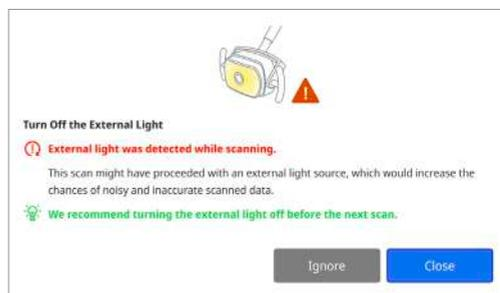 Turn Off the External Light
External light was detected while scanning.
This scan might have proceeded with an external light source, which would increase the
chances of noisy and inaccurate scanned data.
We recommend turning the external light off before the next scan.
Ignore
Close